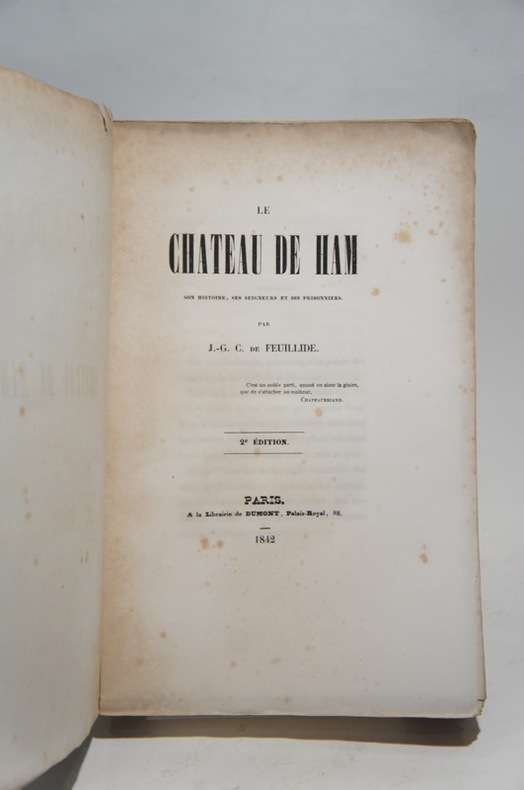 LE
CHATEAU DE HAM
SON HISTOIRE, SES SEIGNEURS ET SES PRISONNIERS.
PAR
J.-G. C. DE FEUILLIDE.
C'est un noble parti, quand on aime la gloire,
que de s'attacher au malheur.
CHATEAUBRIAND.
2e ÉDITION.
PARIS.
A la Librairie de DUMONT, Palais-Royal, 88.
1842